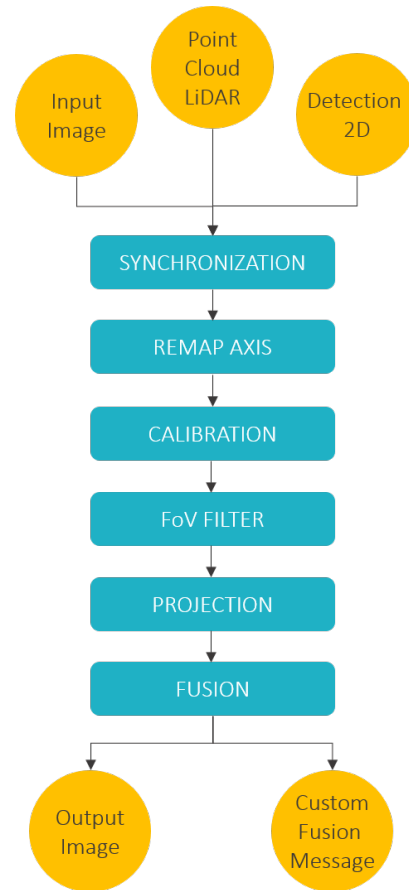 Input
Image
Point
Cloud
LiDAR
Detection
2D
SYNCHRONIZATION
REMAP AXIS
CALIBRATION
FoV FILTER
PROJECTION
FUSION
Output
Image
Custom
Fusion
Message